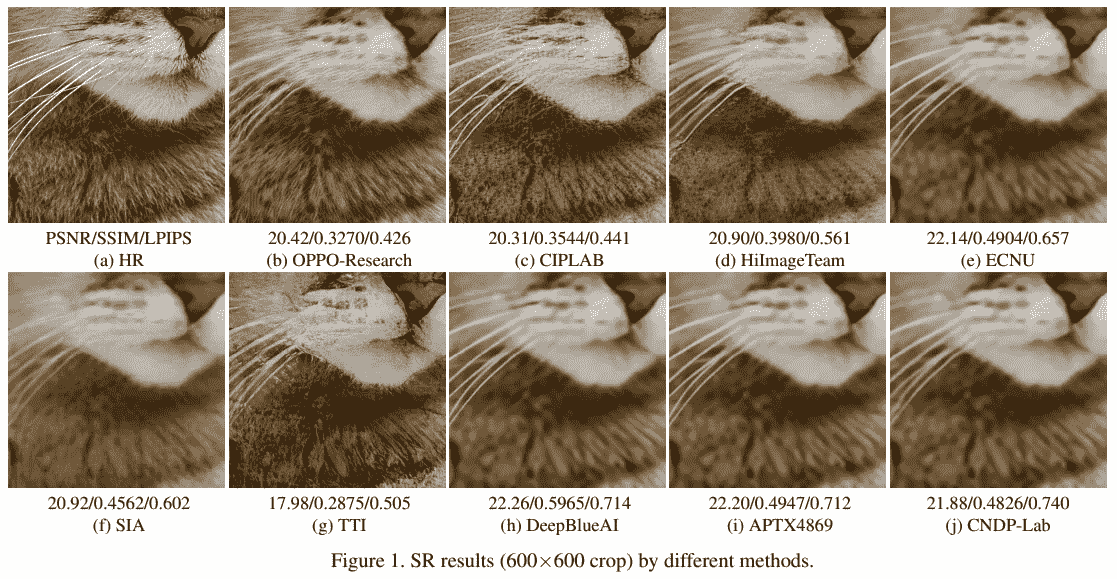 PSNR/SSIM/LPIPS 20.42/0.3270/0.426 20.31/0.3544/0.441 20.90/0.3980/0.561 22.14/0.4904/0.657
(a) HR (b) OPPO-Research (c) CIPLAB (d) HiImageTeam (e) ECNU
20.92/0.4562/0.602 17.98/0.2875/0.505 22.26/0.5965/0.714 22.20/0.4947/0.712 21.88/0.4826/0.740
(f) SIA (g) TTI (h) DeepBlueAI (i) APTX4869 (j) CNDP-Lab
Figure 1. SR results (600×600 crop) by different methods.